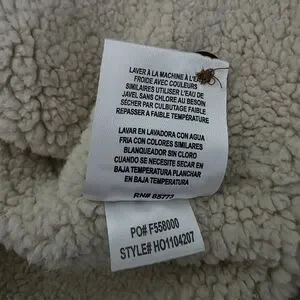 LAVER À LA MACHINE À L'EAU
FROIDE AVEC COULEURS
SIMILAIRES UTILISER L'EAU DE
JAVEL SANS CHLORE AU BESOIN
SÉCHER PAR CULBUTAGE FAIBLE
REPASSER A FAIBLE TEMPÉRATURE
LAVAR EN LAVADORA CON AGUA
FRIA CON COLORES SIMILARES
BLANQUEADOR SIN CLORO
CUANDO SE NECESITE SECAR EN
BAJA TEMPERATURA PLANCHAR
EN BAJA TEMPERATURA
RN# 85773
PO# F558000
STYLE# HO1104207